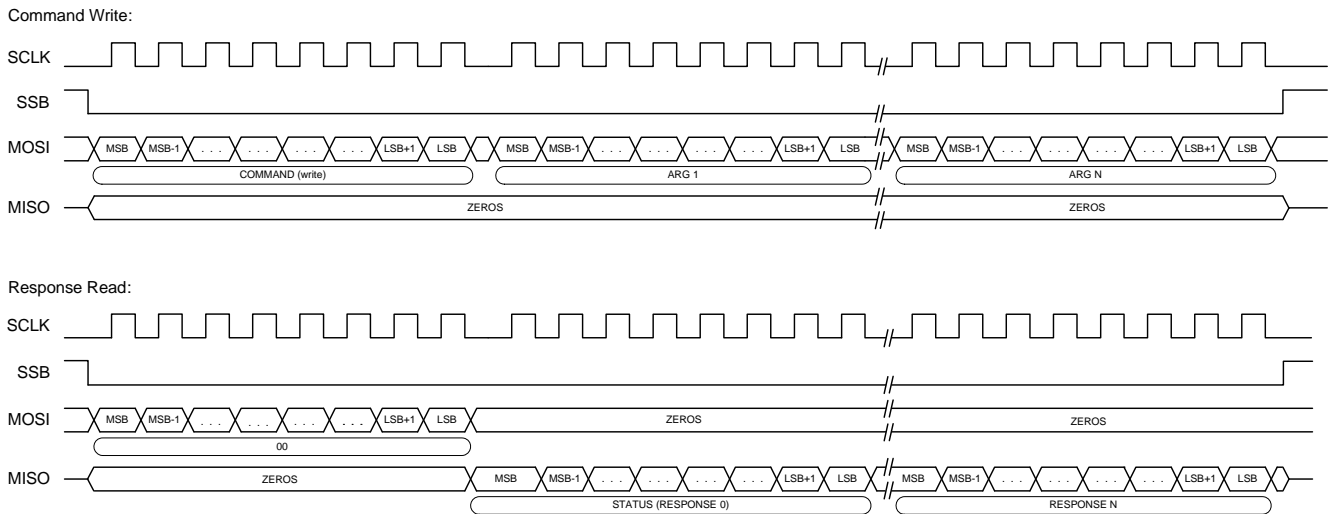 Command Write:
SCLK
SSB
MOSI MSB MSB-1 . . . . . . . . . . . . LSB+1 LSB MSB MSB-1 . . . . . . . . . . . . LSB+1 LSB MSB MSB-1 . . . . . . . . . . . . LSB+1 LSB
COMMAND (write) ARG 1 ARG N
MISO ZEROS ZEROS
Response Read:
SCLK
SSB
MOSI MSB MSB-1 . . . . . . . . . . . . LSB+1 LSB ZEROS ZEROS
00
MISO ZEROS MSB MSB-1 . . . . . . . . . . . . LSB+1 LSB MSB MSB-1 . . . . . . . . . . . . LSB+1 LSB
STATUS (RESPONSE 0) RESPONSE N